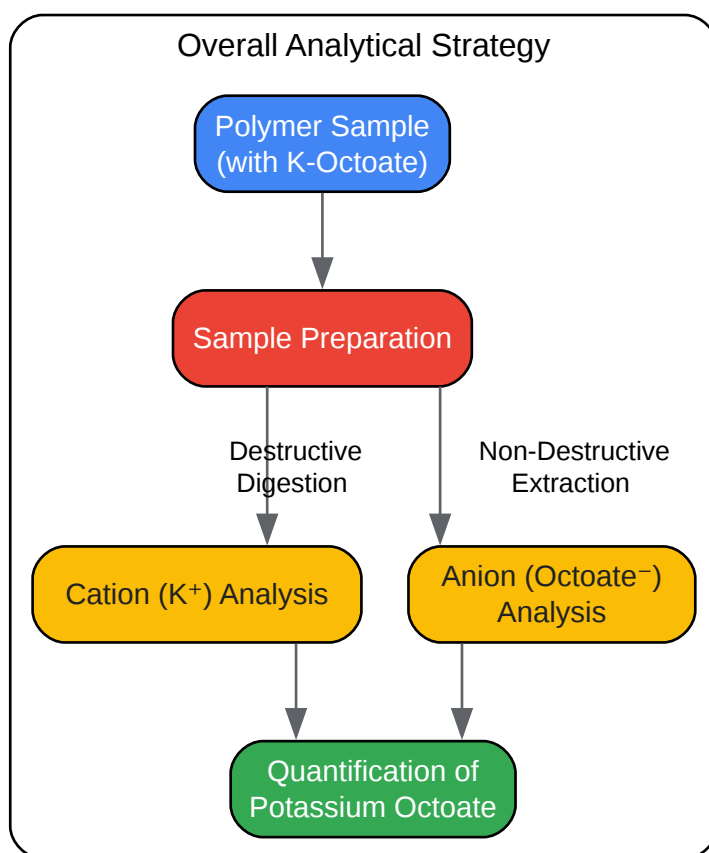 Overall Analytical Strategy
Polymer Sample
(with K-Octoate)
Sample Preparation
Destructive
Digestion
Non-Destructive
Extraction
Cation (K⁺) Analysis
Anion (Octoate⁻)
Analysis
Quantification of
Potassium Octoate